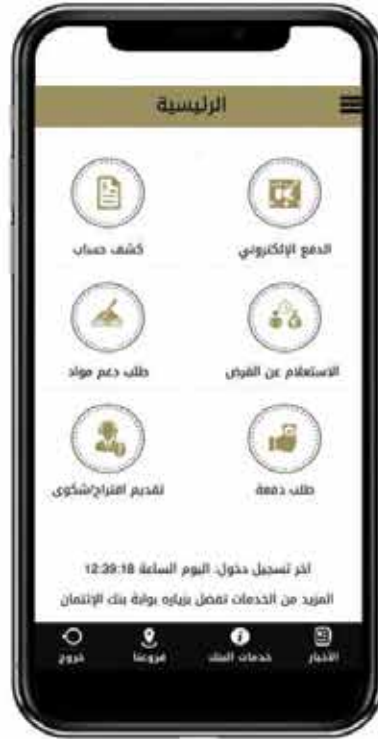 الرئيسية
الدفع الإلكتروني
كشف حساب
الاستعلام عن القرض
طلب دعم مواد
طلب دفعة
تقديم اقتراح/شكوى
اخر تسجيل دخول: اليوم الساعة 12:39:18
المزيد من الخدمات تفضل بزياره بوابة بنك الإئتمان
الأخبار
خدمات البنك
فروعنا
خروج